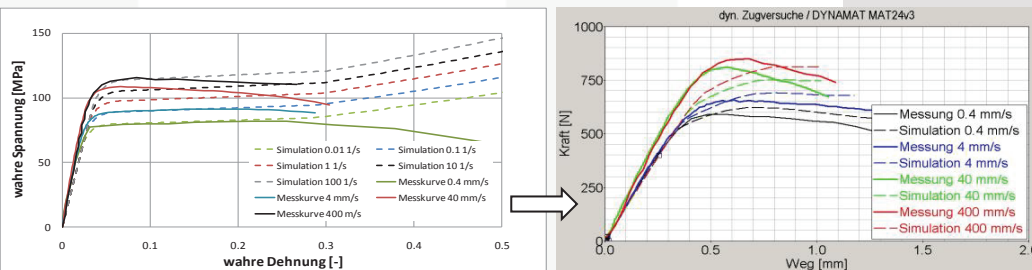 150
100
50
0
wahre Spannung [MPa]
Simulation 0.01 1/s
Simulation 0.1 1/s
Simulation 1 1/s
Simulation 10 1/s
Simulation 100 1/s
Messkurve 0.4 mm/s
Messkurve 4 mm/s
Messkurve 40 mm/s
Messkurve 400 m/s
0 0.1 0.2 0.3 0.4 0.5
wahre Dehnung [-]
dyn. Zugversuche / DYNAMAT MAT24v3
1000
750
500
250
0
Kraft [N]
Messung 0.4 mm/s
Simulation 0.4 mm/s
Messung 4 mm/s
Simulation 4 mm/s
Messung 40 mm/s
Simulation 40 mm/s
Messung 400 mm/s
Simulation 400 mm/s
0.0 0.5 1.0 1.5 2.0
Weg [mm]